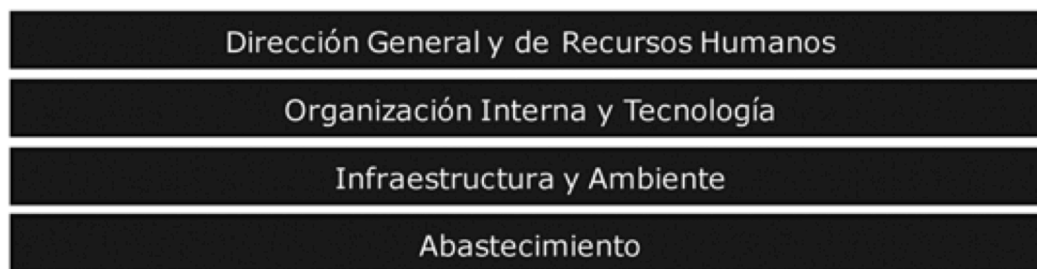 Dirección General y de Recursos Humanos
Organización Interna y Tecnología
Infraestructura y Ambiente
Abastecimiento